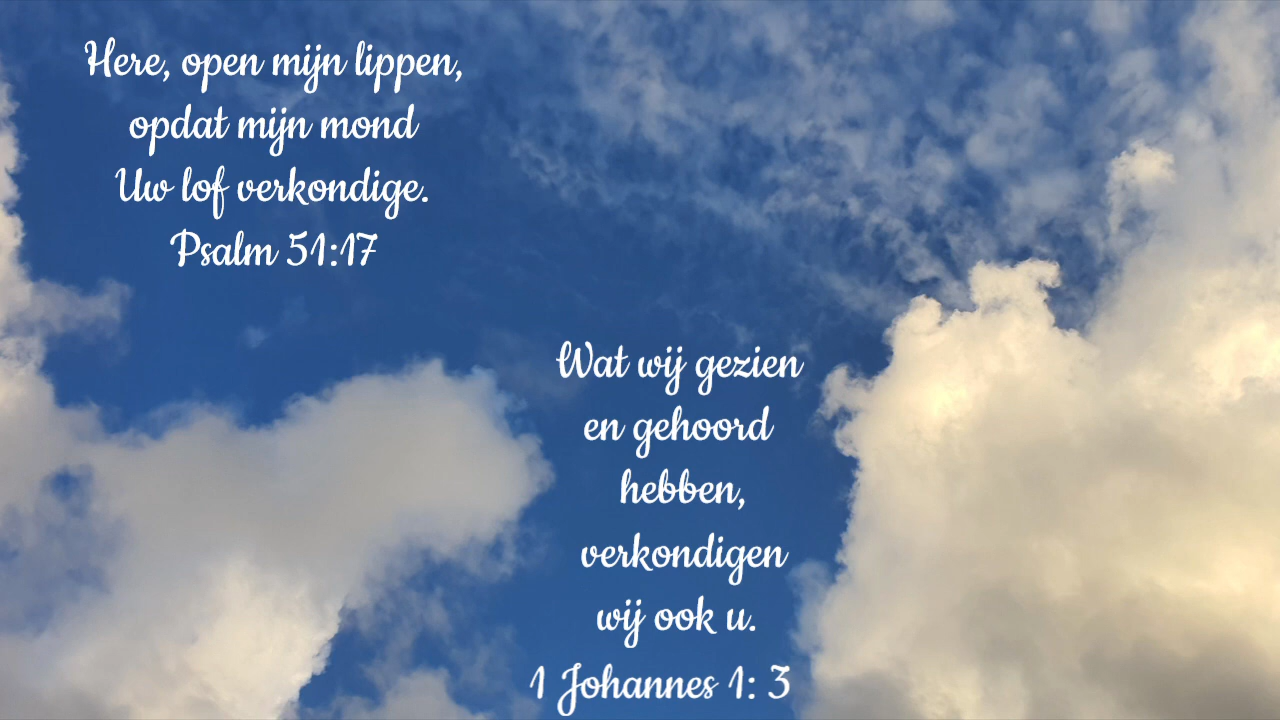 Here, open mijn lippen,
opdat mijn mond
Uw lof verkondige.
Psalm 51:17
Wat wij gezien
en gehoord
hebben,
verkondigen
wij ook u.
1 Johannes 1: 3